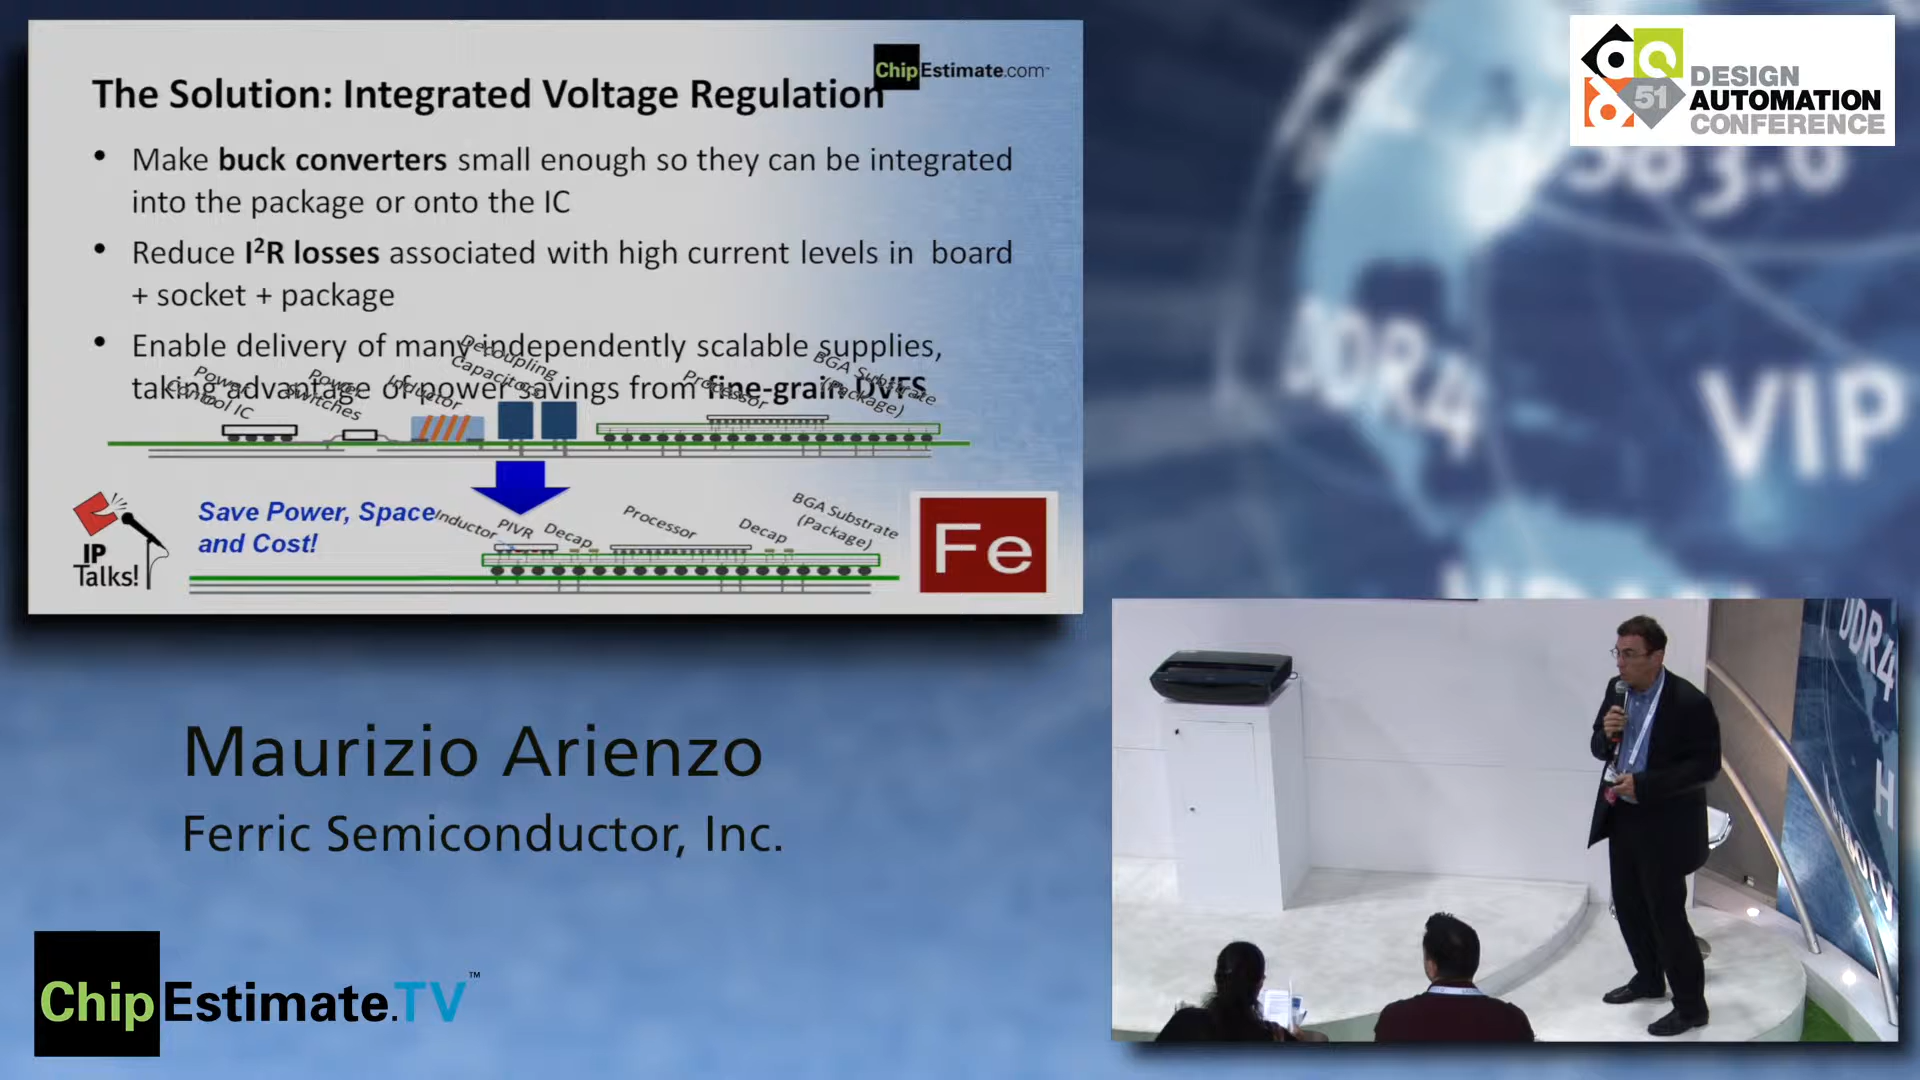 The Solution: Integrated Voltage Regulation
ChipEstimate.com
• Make buck converters small enough so they can be integrated
into the package or onto the IC
• Reduce I²R losses associated with high current levels in board
+ socket + package
• Enable delivery of many independently scalable supplies,
taking advantage of power savings from fine-grain DVFS
Power
Control IC
Power
Switches
Inductor
Decoupling
Capacitors
Processor
BGA Substrate
(Package)
Save Power, Space
and Cost!
Inductor
PIVR
Decap
Processor
Decap
BGA Substrate
(Package)
IP
Talks!
Fe
51
DESIGN
AUTOMATION
CONFERENCE
DDR4
VIP
Maurizio Arienzo
Ferric Semiconductor, Inc.
ChipEstimate.TV™
DDR4
H